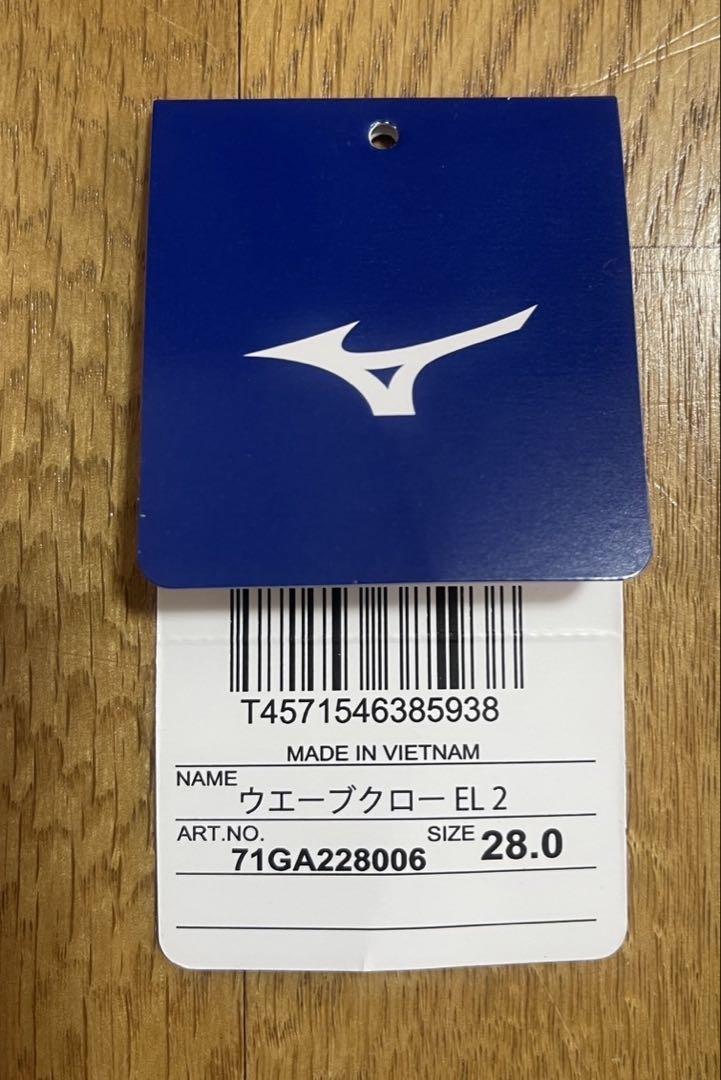 T4571546385938
MADE IN VIETNAM
NAME ウエーブクロー EL 2
ART.NO. 71GA228006 SIZE 28.0